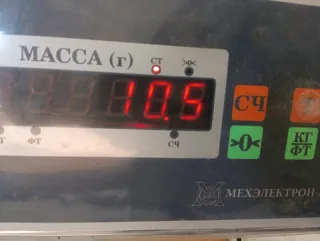 МАССА (г)
СТ
>0<
10.5
СЧ
ФТ
СЧ
>0<
КГ
ФТ
МЕХЭЛЕКТРОН-